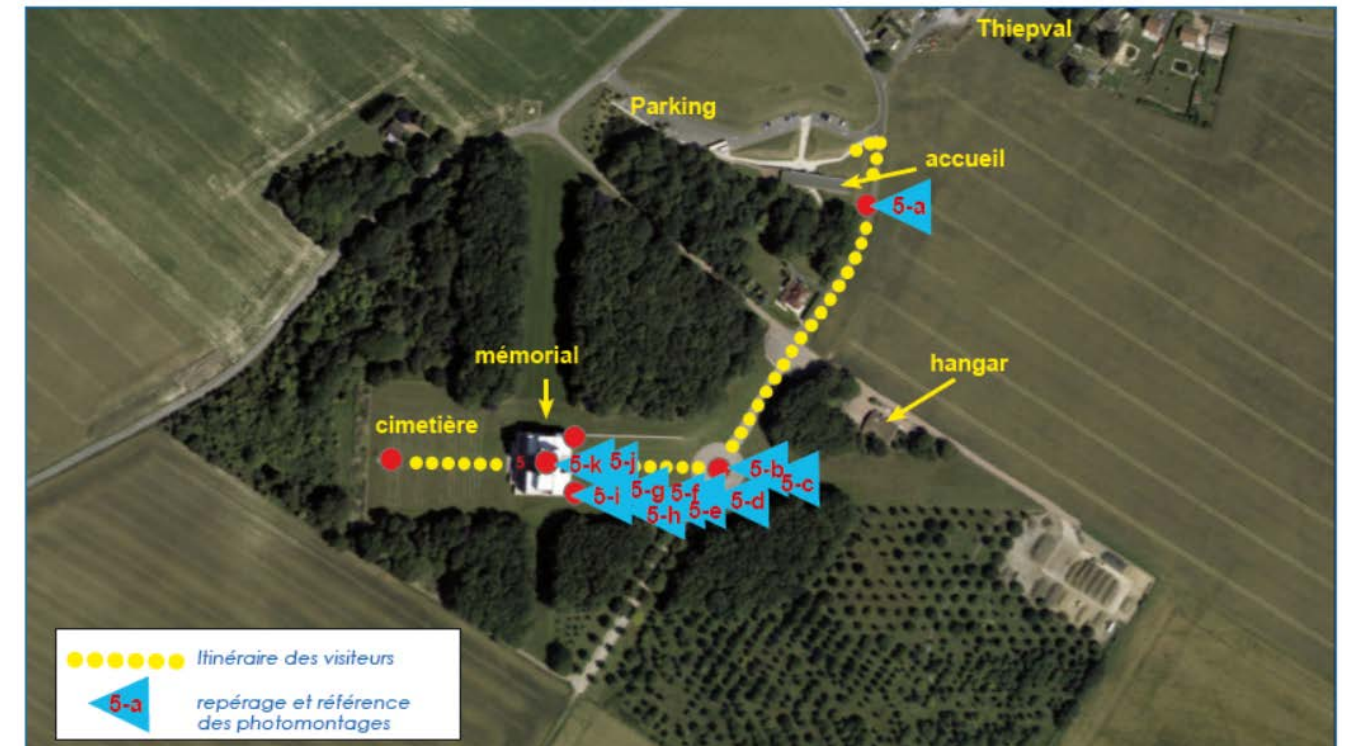 Thiepval
Parking
accueil
5-a
hangar
mémorial
cimetière
5
5-k
5-j
5-b
5-c
5-i
5-g
5-f
5-d
5-h
5-e
Itinéraire des visiteurs
5-a
repérage et référence
des photomontages